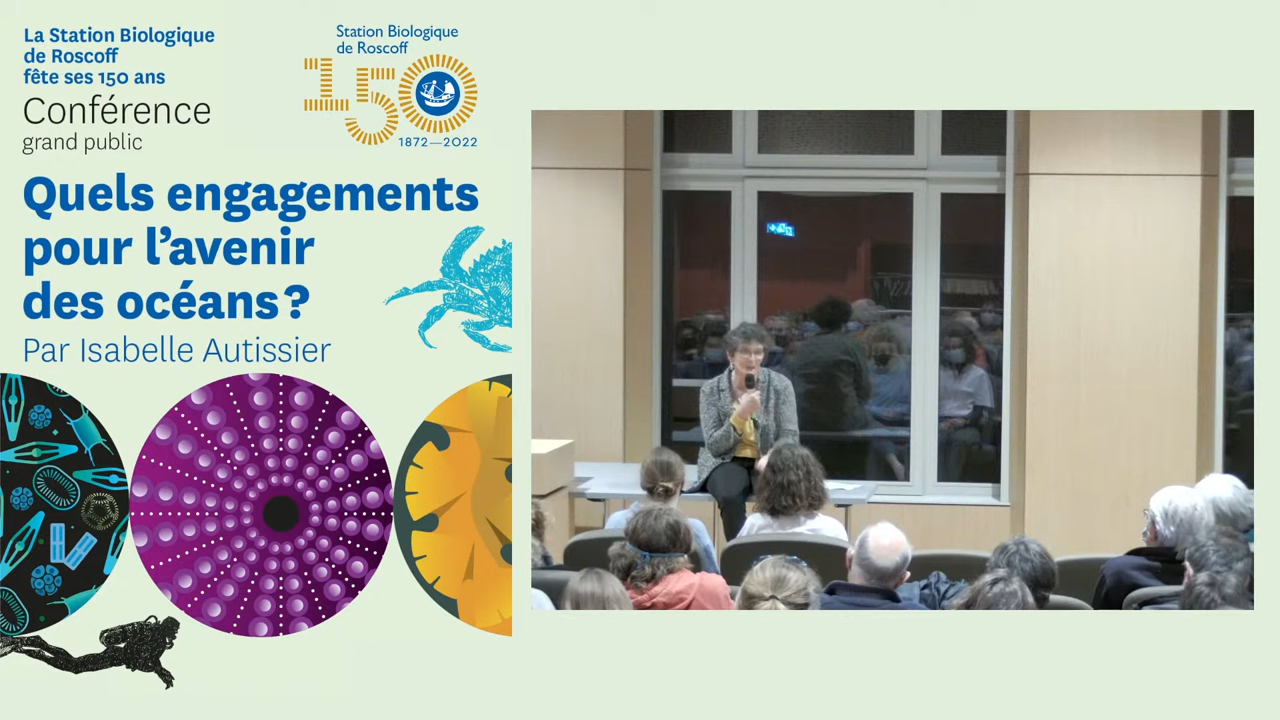 La Station Biologique
de Roscoff
fête ses 150 ans
Conférence
grand public
Station Biologique
de Roscoff
150
1872—2022
Quels engagements
pour l’avenir
des océans?
Par Isabelle Autissier